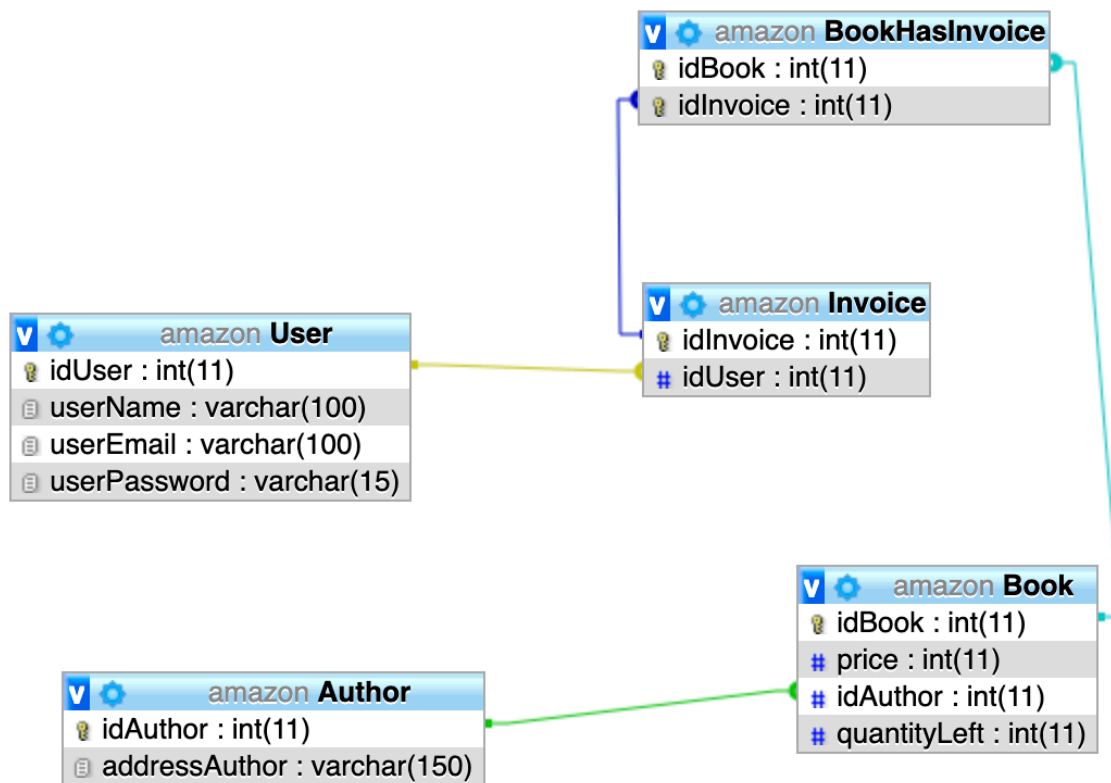 v amazon BookHasInvoice
idBook : int(11)
idInvoice : int(11)
v amazon Invoice
idInvoice : int(11)
# idUser : int(11)
v amazon User
idUser : int(11)
userName : varchar(100)
userEmail : varchar(100)
userPassword : varchar(15)
v amazon Book
idBook : int(11)
# price : int(11)
# idAuthor : int(11)
# quantityLeft : int(11)
v amazon Author
idAuthor : int(11)
addressAuthor : varchar(150)